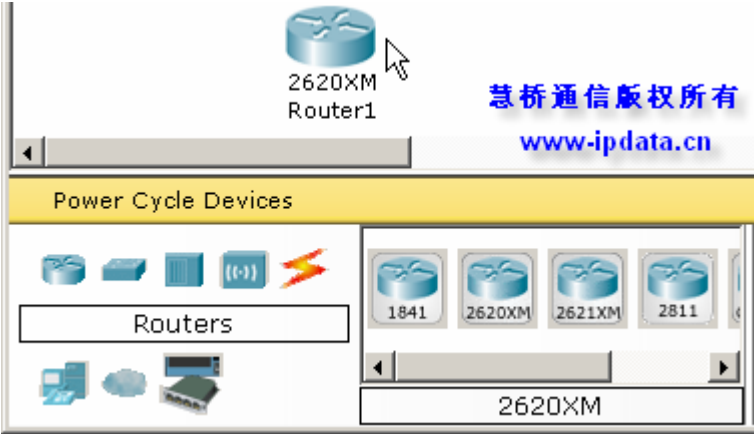 2620XM
Router1
慧桥通信版权所有
www-ipdata.cn
Power Cycle Devices
Routers
1841
2620XM
2621XM
2811
2620XM